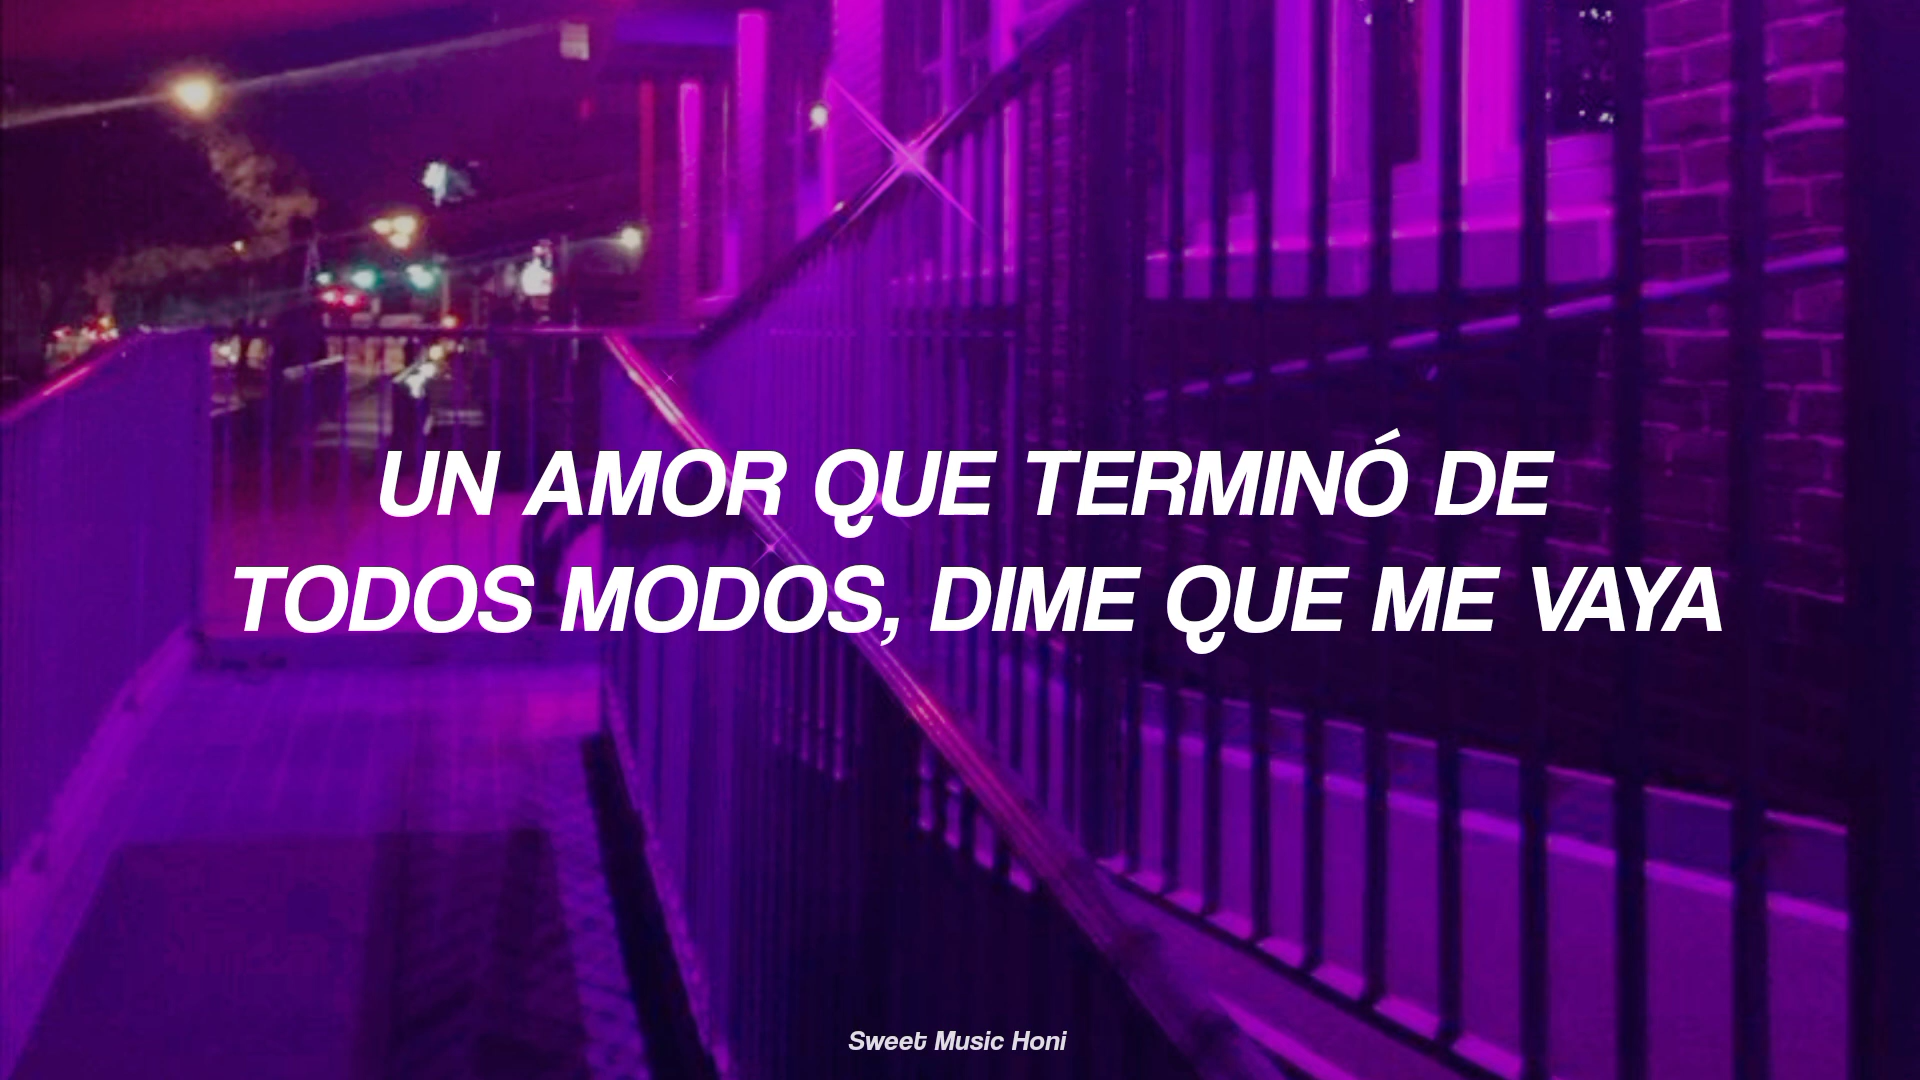 UN AMOR QUE TERMINÓ DE
TODOS MODOS, DIME QUE ME VAYA
Sweet Music Honi